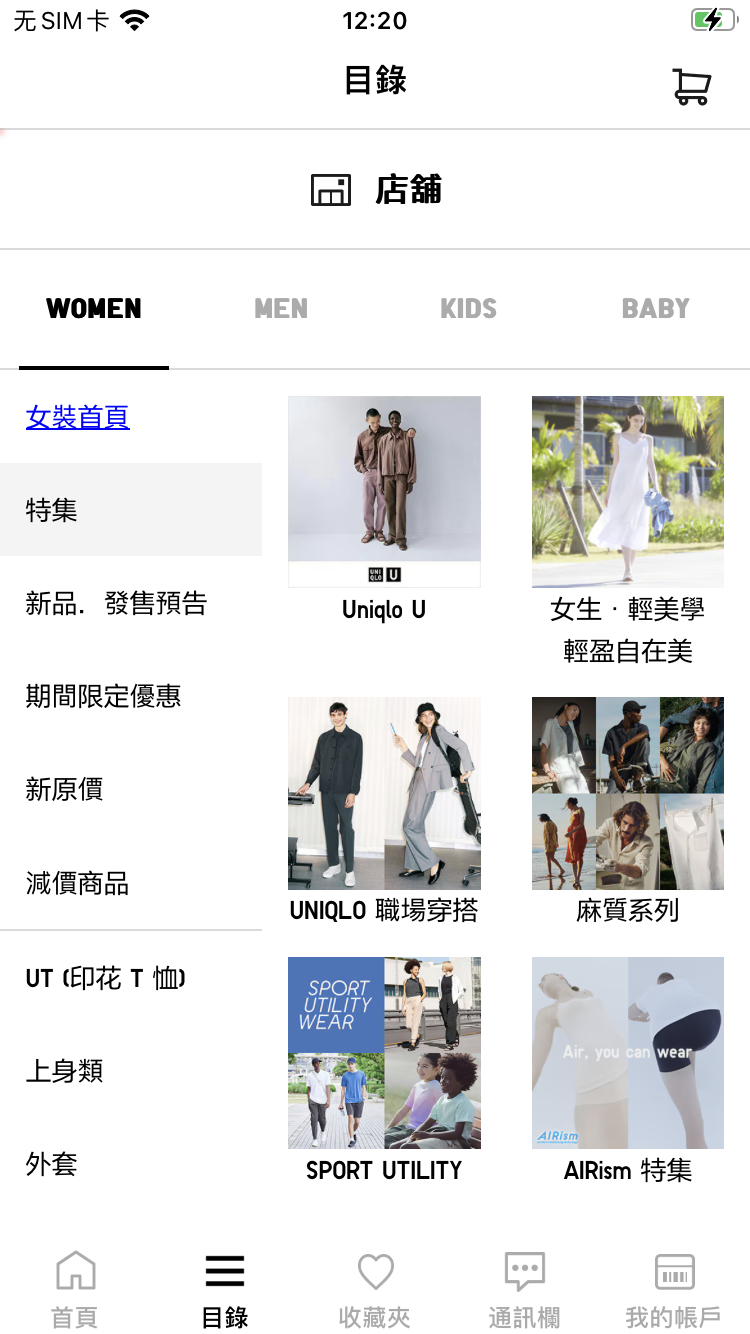 无SIM卡
12:20
目錄
店舖
WOMEN
MEN
KIDS
BABY
女裝首頁
特集
新品．發售預告
期間限定優惠
新原價
減價商品
UT (印花 T 恤)
上身類
外套
UNI
QLO
U
Uniqlo U
女生．輕美學
輕盈自在美
UNIQLO 職場穿搭
麻質系列
SPORT
UTILITY
WEAR
SPORT UTILITY
Air, you can wear
AIRism
AIRism 特集
首頁
目錄
收藏夾
通訊欄
我的帳戶